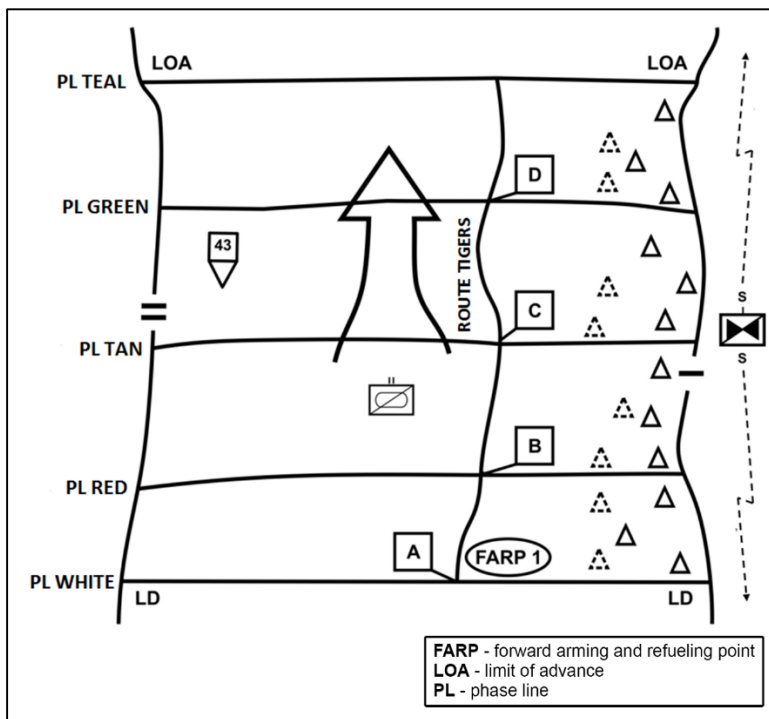 LOA
LOA
PL TEAL
D
PL GREEN
43
ROUTE TIGERS
C
S
S
PL TAN
B
PL RED
A
FARP 1
PL WHITE
LD
LD
FARP - forward arming and refueling point
LOA - limit of advance
PL - phase line